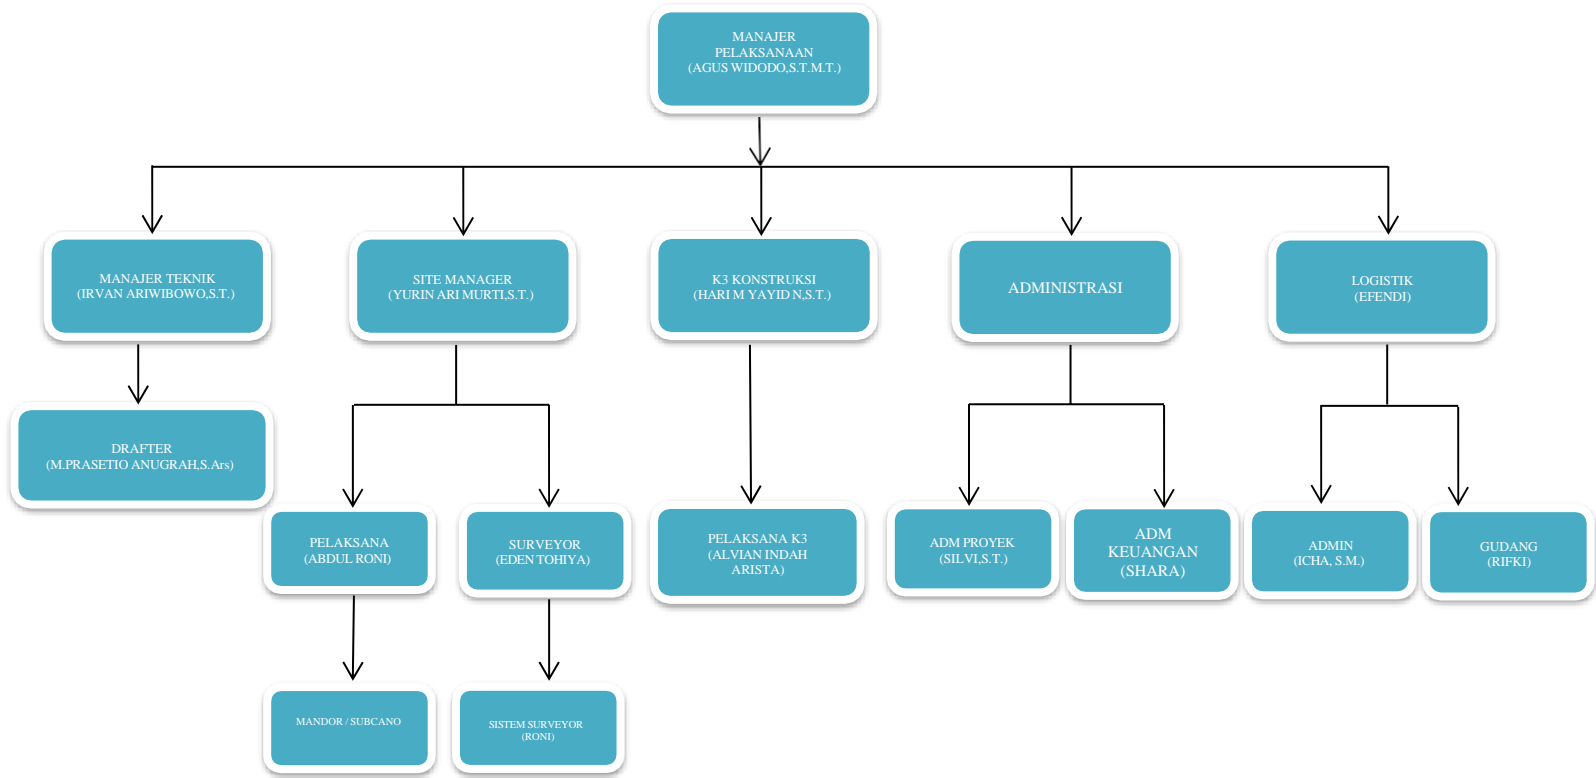 MANAJER
PELAKSANAAN
(AGUS WIDODO,S.T.M.T.)
MANAJER TEKNIK
(IRVAN ARIWIBOWO,S.T.)
SITE MANAGER
(YURIN ARI MURTI,S.T.)
K3 KONSTRUKSI
(HARI M YAYID N,S.T.)
ADMINISTRASI
LOGISTIK
(EFENDI)
DRAFTER
(M.PRASETIO ANUGRAH,S.Ars)
PELAKSANA
(ABDUL RONI)
SURVEYOR
(EDEN TOHIYA)
PELAKSANA K3
(ALVIAN INDAH
ARISTA)
ADM PROYEK
(SILVI,S.T.)
ADM
KEUANGAN
(SHARA)
ADMIN
(ICHA, S.M.)
GUDANG
(RIFKI)
MANDOR / SUBCANO
SISTEM SURVEYOR
(RONI)